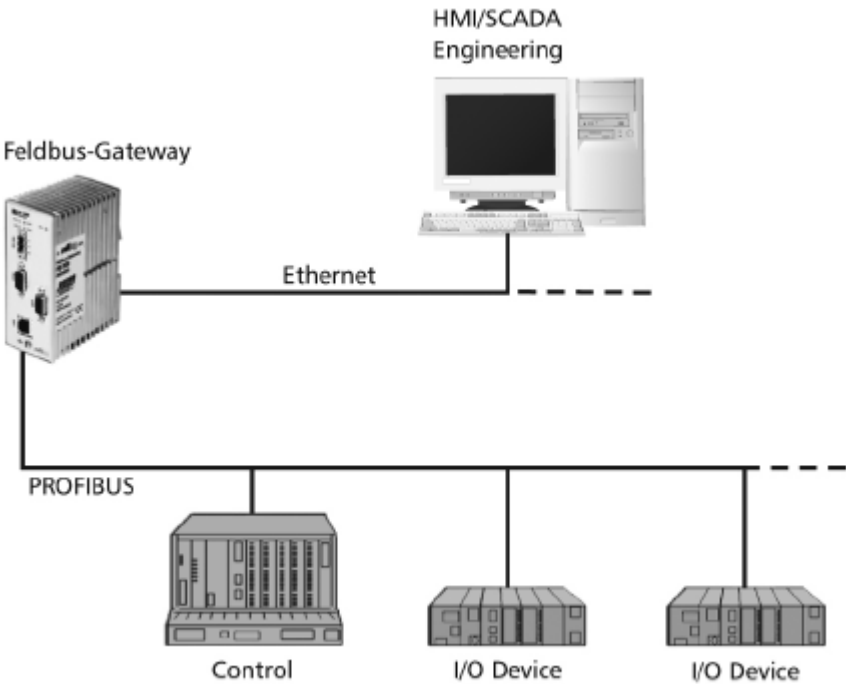 HMI/SCADA
Engineering
Feldbus-Gateway
Ethernet
PROFIBUS
Control
I/O Device
I/O Device